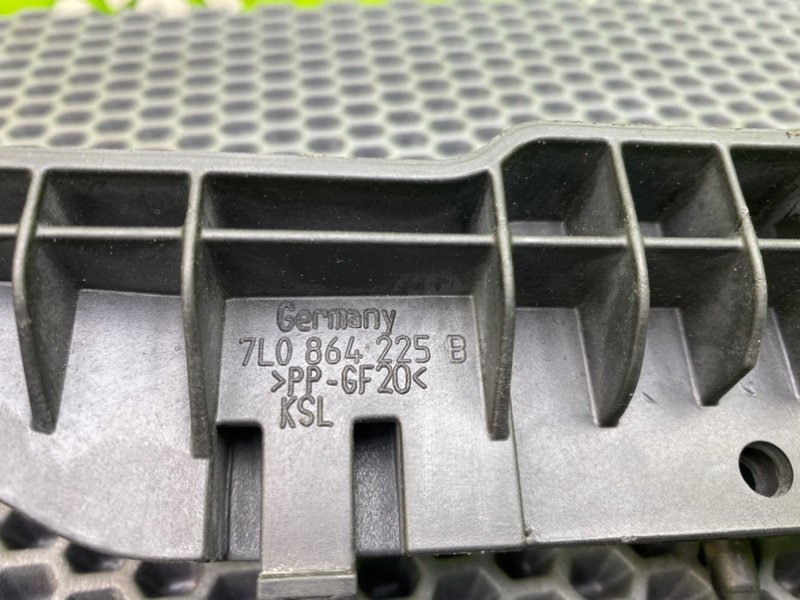 Germany
7L0 864 225 B
>PP-GF20<
KSL